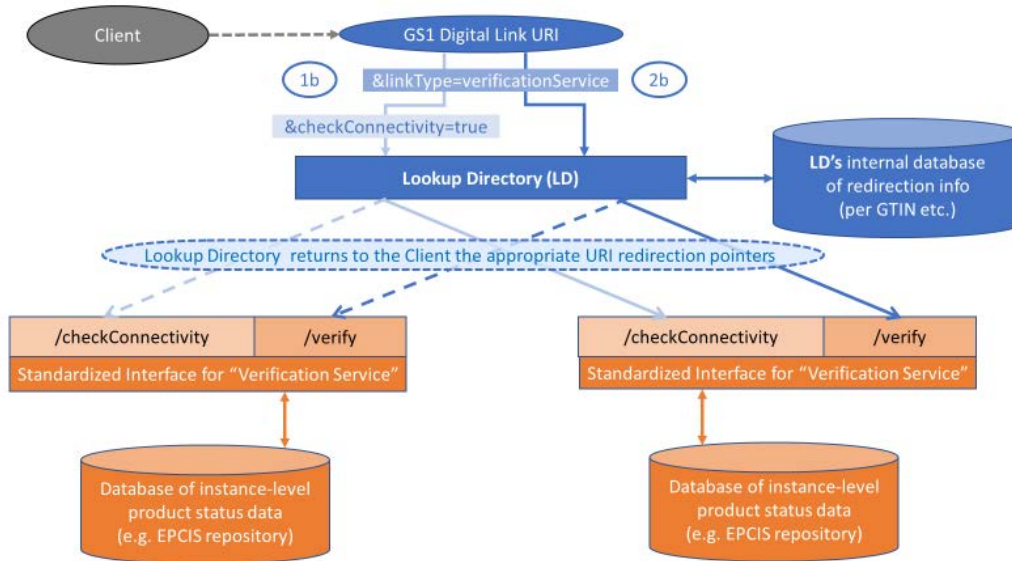 Client
GS1 Digital Link URI
1b
&linkType=verificationService
2b
&checkConnectivity=true
Lookup Directory (LD)
LD's internal database
of redirection info
(per GTIN etc.)
Lookup Directory returns to the Client the appropriate URI redirection pointers
/checkConnectivity
/verify
Standardized Interface for “Verification Service”
/checkConnectivity
/verify
Standardized Interface for “Verification Service”
Database of instance-level
product status data
(e.g. EPCIS repository)
Database of instance-level
product status data
(e.g. EPCIS repository)